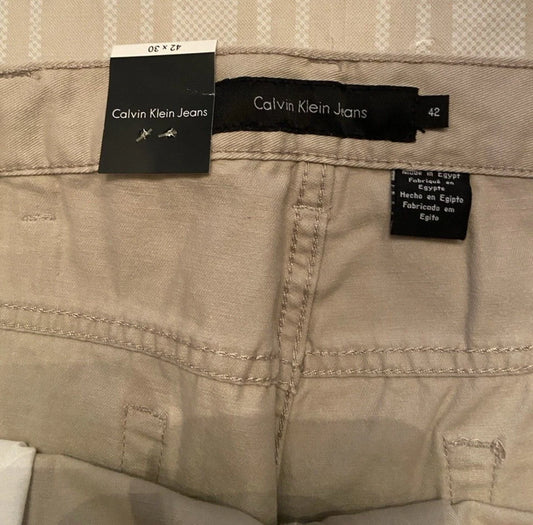 42 x 30
Calvin Klein Jeans
Calvin Klein Jeans
42
Made in Egypt
Fabriqué en
Egypte
Hecho en Egipto
Fabricado em
Egito